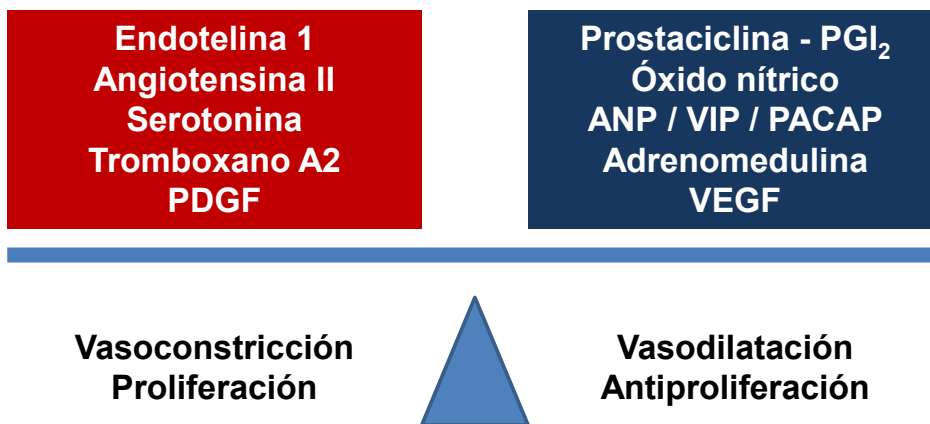 Endotelina 1
Angiotensina II
Serotonina
Tromboxano A2
PDGF
Prostaciclina - PGI₂
Óxido nítrico
ANP / VIP / PACAP
Adrenomedulina
VEGF
Vasoconstricción
Proliferación
Vasodilatación
Antiproliferación